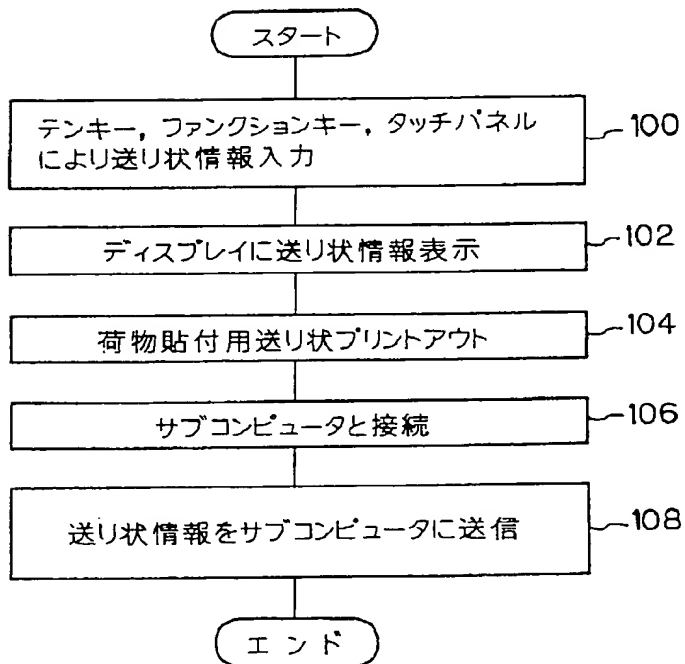 スタート
テンキー，ファンクションキー，タッチパネル
により送り状情報入力
100
ディスプレイに送り状情報表示
102
荷物貼付用送り状プリントアウト
104
サブコンピュータと接続
106
送り状情報をサブコンピュータに送信
108
エンド